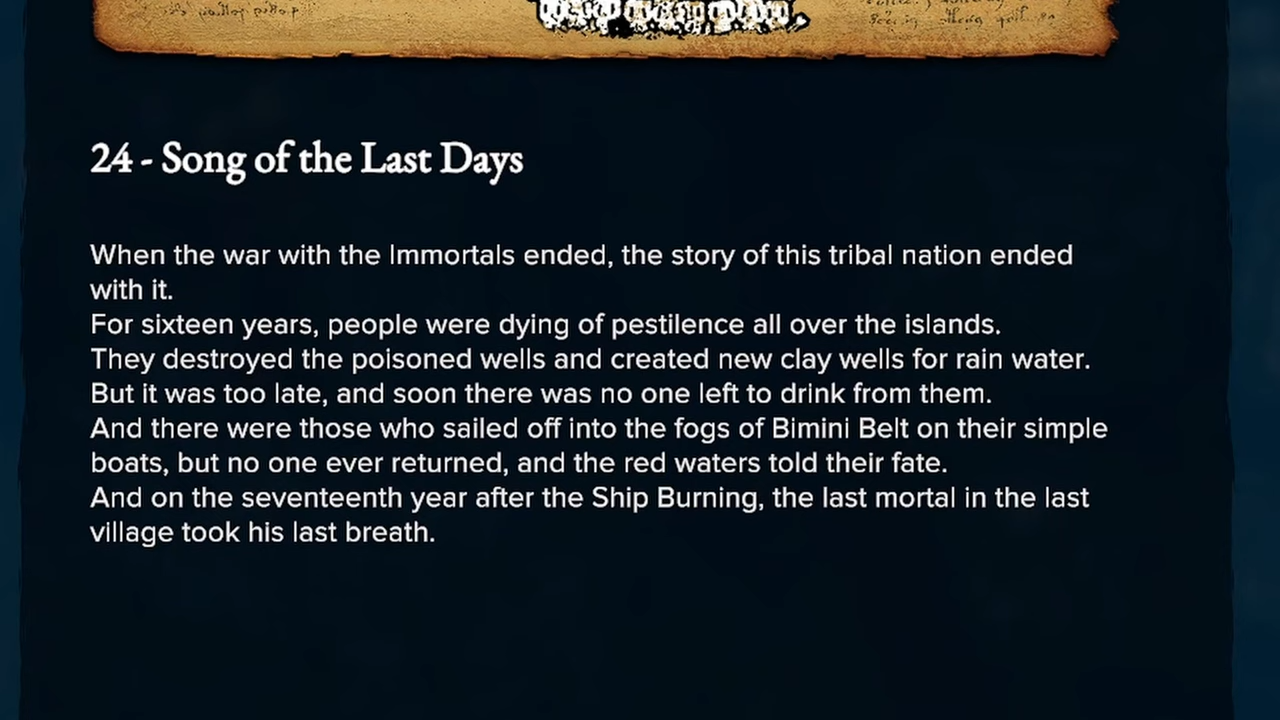 24 - Song of the Last Days
When the war with the Immortals ended, the story of this tribal nation ended
with it.
For sixteen years, people were dying of pestilence all over the islands.
They destroyed the poisoned wells and created new clay wells for rain water.
But it was too late, and soon there was no one left to drink from them.
And there were those who sailed off into the fogs of Bimini Belt on their simple
boats, but no one ever returned, and the red waters told their fate.
And on the seventeenth year after the Ship Burning, the last mortal in the last
village took his last breath.